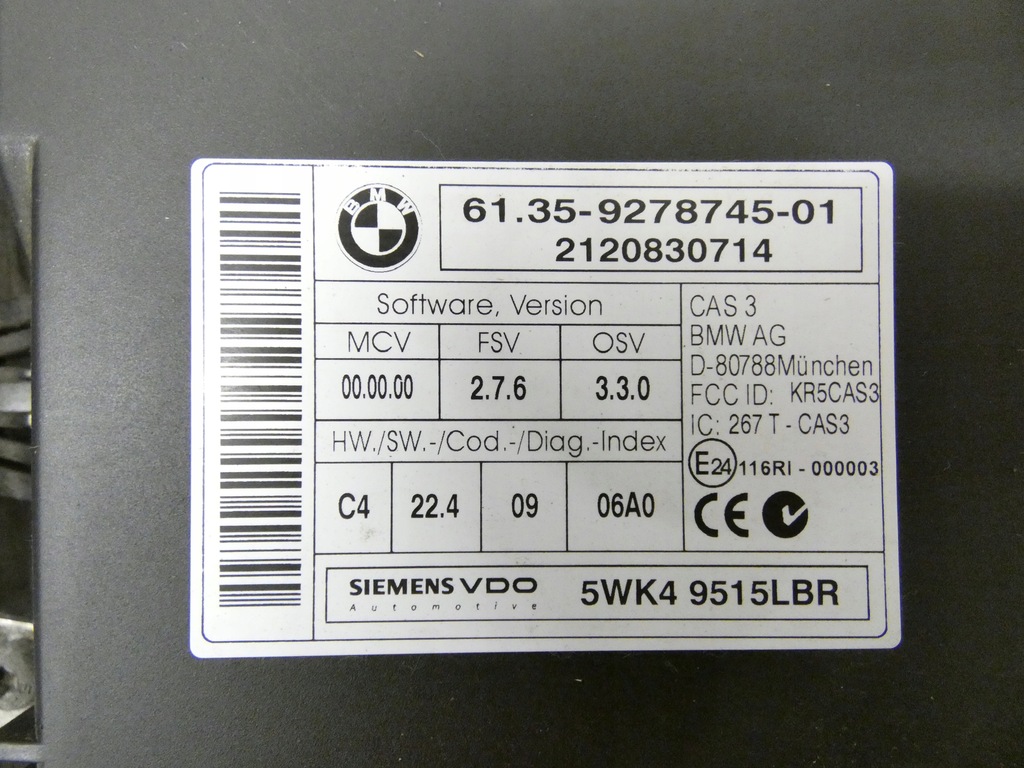 BMW
61.35-9278745-01
2120830714
Software, Version
MCV FSV OSV
00.00.00 2.7.6 3.3.0
HW./SW.-/Cod.-/Diag.-Index
C4 22.4 09 06A0
CAS 3
BMW AG
D-80788München
FCC ID: KR5CAS3
IC: 267 T - CAS3
E24 116RI - 000003
CE
SIEMENS VDO
Automotive
5WK4 9515LBR